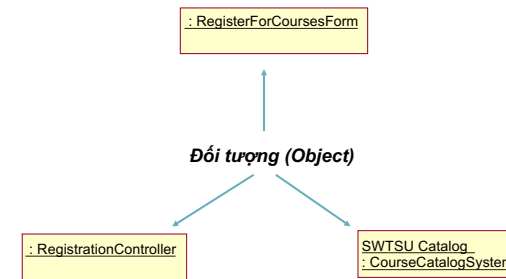 : RegisterForCoursesForm
Đối tượng (Object)
: RegistrationController
SWTSU Catalog
: CourseCatalogSystem